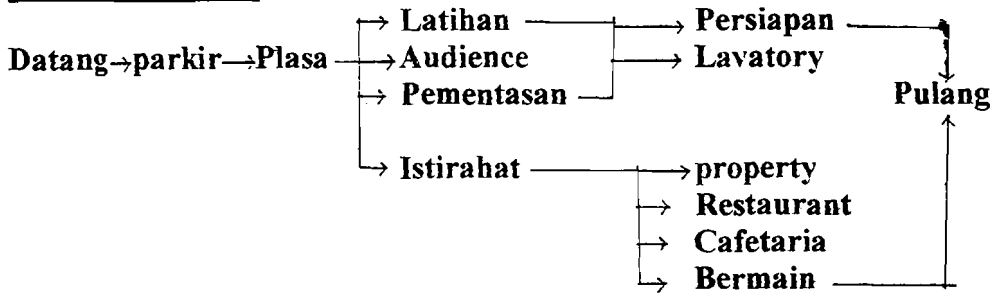 Latihan Persiapan
Datang→parkir→Plasa → Audience → Lavatory
→ Pementasan Pulang
→ Istirahat → property
→ Restaurant
→ Cafetaria
→ Bermain